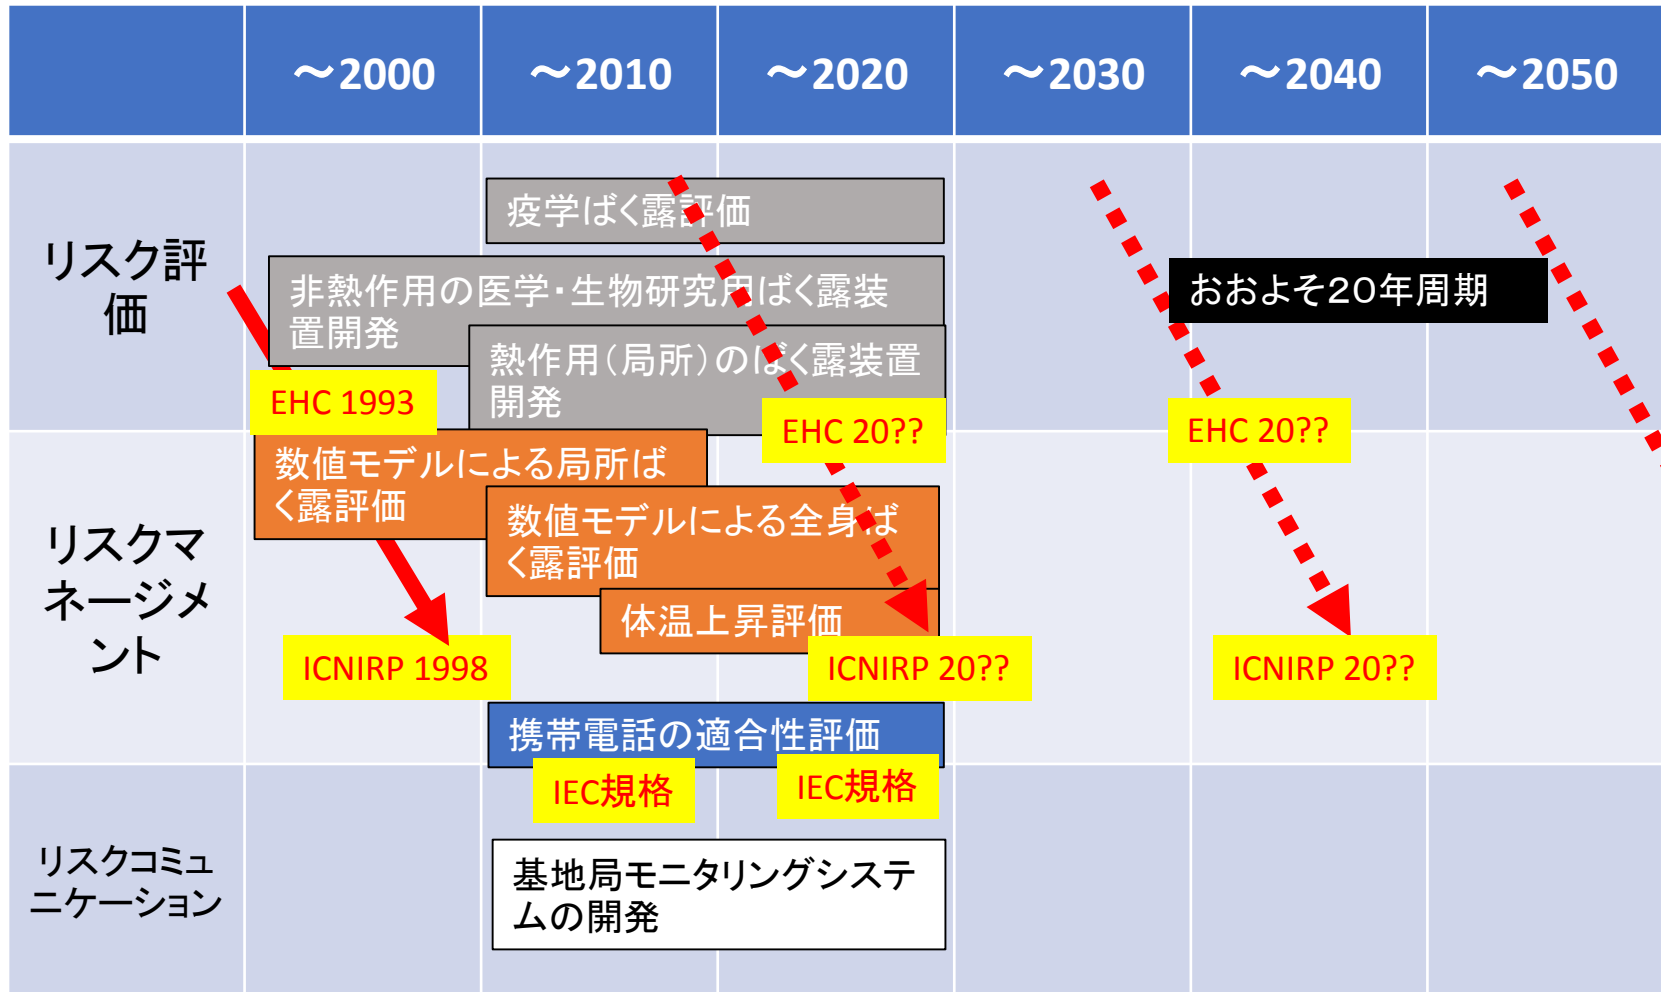 ～2000
～2010
～2020
～2030
～2040
～2050
リスク評
価
疫学ばく露評価
非熱作用の医学・生物研究用ばく露装
置開発
熱作用（局所）のばく露装置
開発
おおよそ２０年周期
EHC 1993
EHC 20??
EHC 20??
リスクマ
ネージメ
ント
数値モデルによる局所ば
く露評価
数値モデルによる全身ば
く露評価
体温上昇評価
ICNIRP 1998
ICNIRP 20??
ICNIRP 20??
携帯電話の適合性評価
IEC規格
IEC規格
リスクコミュ
ニケーション
基地局モニタリングシステ
ムの開発